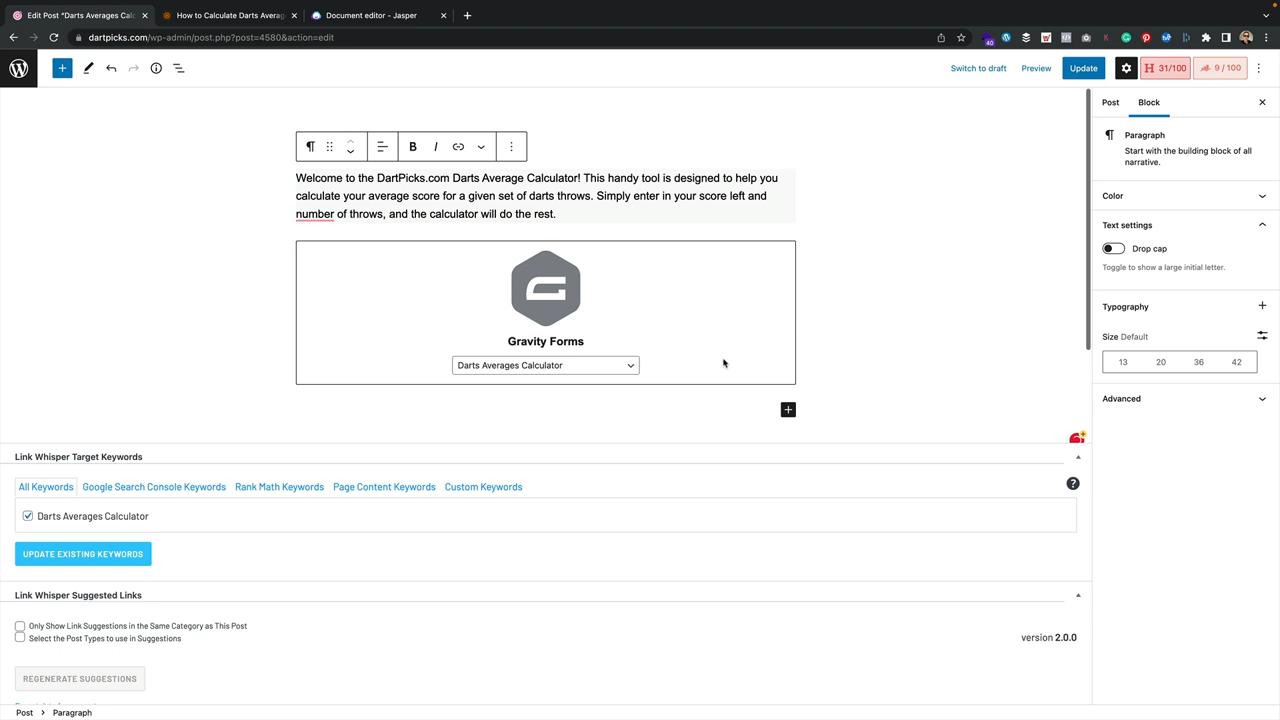 Edit Post “Darts Averages Calc
How to Calculate Darts Averag
Document editor - Jasper
dartpicks.com/wp-admin/post.php?post=4580&action=edit
40
Switch to draft
Preview
Update
H 31/100
9 / 100
Post
Block
Paragraph
Start with the building block of all
narrative.
Color
Text settings
Drop cap
Toggle to show a large initial letter.
Typography
Size Default
13 20 36 42
Advanced
B I
Welcome to the DartPicks.com Darts Average Calculator! This handy tool is designed to help you
calculate your average score for a given set of darts throws. Simply enter in your score left and
number of throws, and the calculator will do the rest.
Gravity Forms
Darts Averages Calculator
Link Whisper Target Keywords
All Keywords
Google Search Console Keywords
Rank Math Keywords
Page Content Keywords
Custom Keywords
Darts Averages Calculator
UPDATE EXISTING KEYWORDS
Link Whisper Suggested Links
Only Show Link Suggestions in the Same Category as This Post
Select the Post Types to use in Suggestions
version 2.0.0
REGENERATE SUGGESTIONS
Post
Paragraph